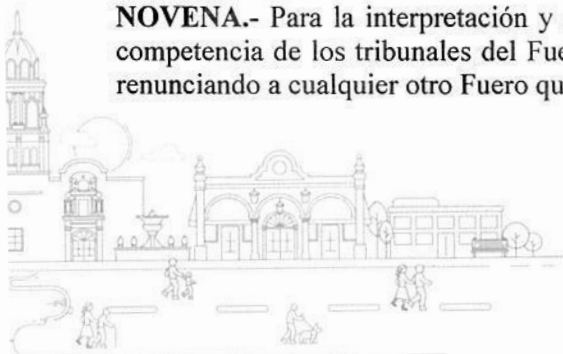 NOVENA.- Para la interpretación y
competencia de los tribunales del Fue
renunciando a cualquier otro Fuero qu